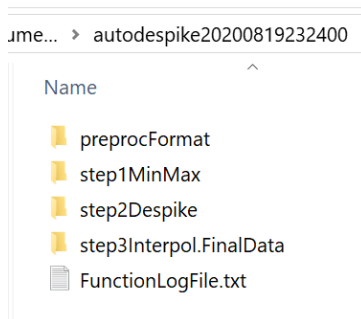 ume... > autodespike20200819232400
Name
preprocFormat
step1MinMax
step2Despike
step3Interpol.FinalData
FunctionLogFile.txt